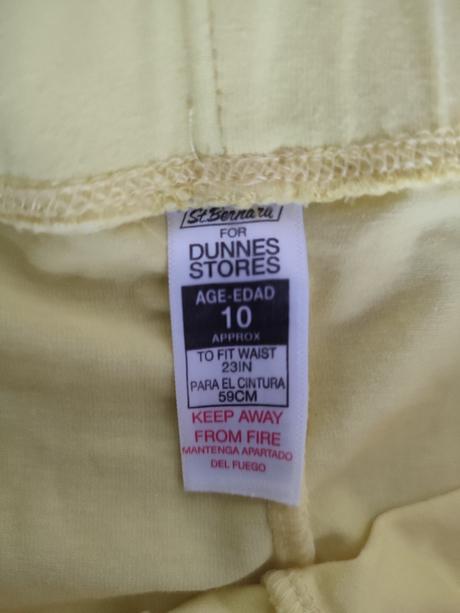 St.Bernard
FOR
DUNNES
STORES
AGE-EDAD
10
APPROX
TO FIT WAIST
23IN
PARA EL CINTURA
59CM
KEEP AWAY
FROM FIRE
MANTENGA APARTADO
DEL FUEGO